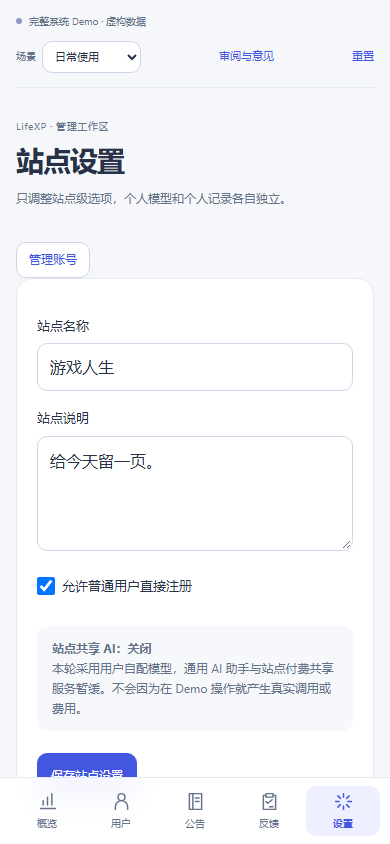 完整系统 Demo · 虚构数据
场景 日常使用 审阅与意见 重置
LifeXP · 管理工作区
站点设置
只调整站点级选项，个人模型和个人记录各自独立。
管理账号
站点名称
游戏人生
站点说明
给今天留一页。
允许普通用户直接注册
站点共享 AI：关闭
本轮采用用户自配模型，通用 AI 助手与站点付费共享
服务暂缓。不会因为在 Demo 操作就产生真实调用或
费用。
保存站点设置
概览 用户 公告 反馈 设置